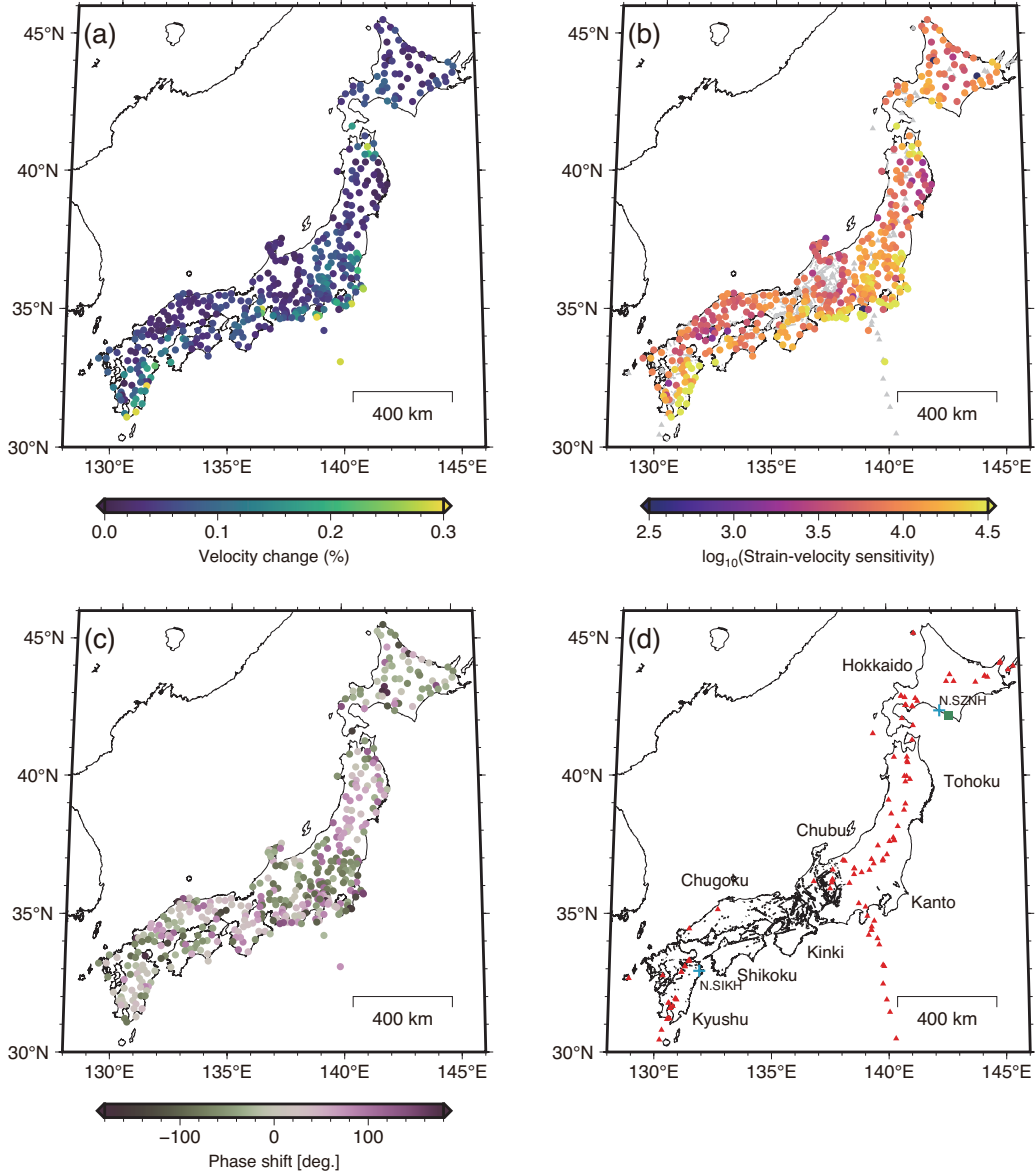 (a)
45°N
40°N
35°N
30°N
130°E 135°E 140°E 145°E
400 km
0.0 0.1 0.2 0.3
Velocity change (%)
(b)
45°N
40°N
35°N
30°N
130°E 135°E 140°E 145°E
400 km
2.5 3.0 3.5 4.0 4.5
log10(Strain-velocity sensitivity)
(c)
45°N
40°N
35°N
30°N
130°E 135°E 140°E 145°E
400 km
−100 0 100
Phase shift [deg.]
(d)
45°N
Hokkaido
N.SZNH
40°N
Tohoku
Chubu
Chugoku
Kanto
35°N
Kinki
Shikoku
N.SIKH
Kyushu
400 km
30°N
130°E 135°E 140°E 145°E